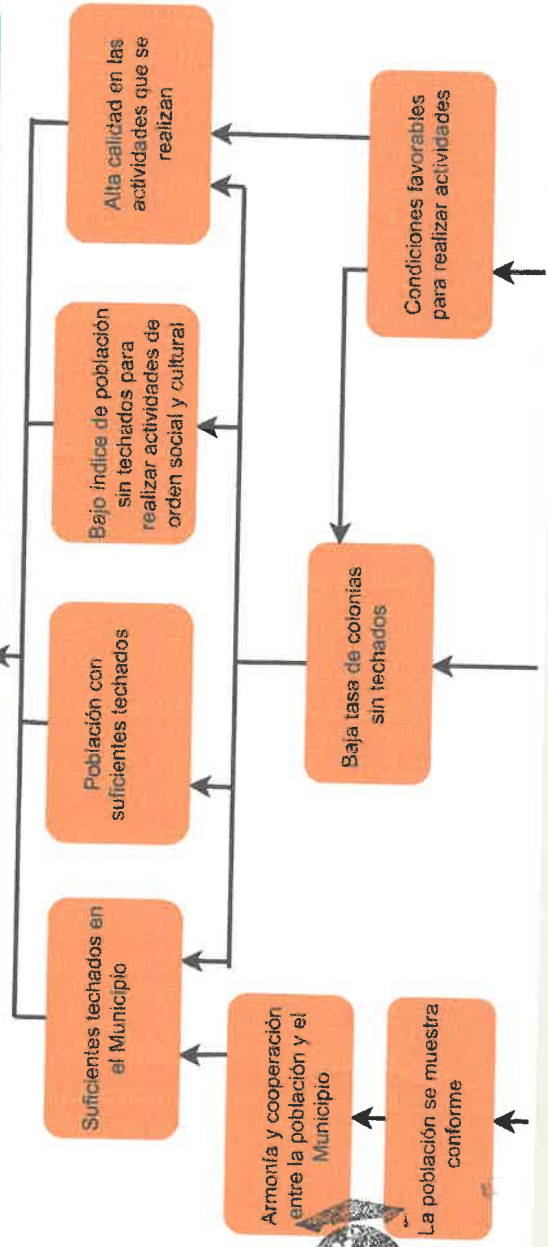 Suficientes techados en
el Municipio
Población con
suficientes techados
Bajo índice de población
sin techados para
realizar actividades de
orden social y cultural
Alta calidad en las
actividades que se
realizan
Armonía y cooperación
entre la población y el
Municipio
Baja tasa de colonias
sin techados
Condiciones favorables
para realizar actividades
La población se muestra
conforme